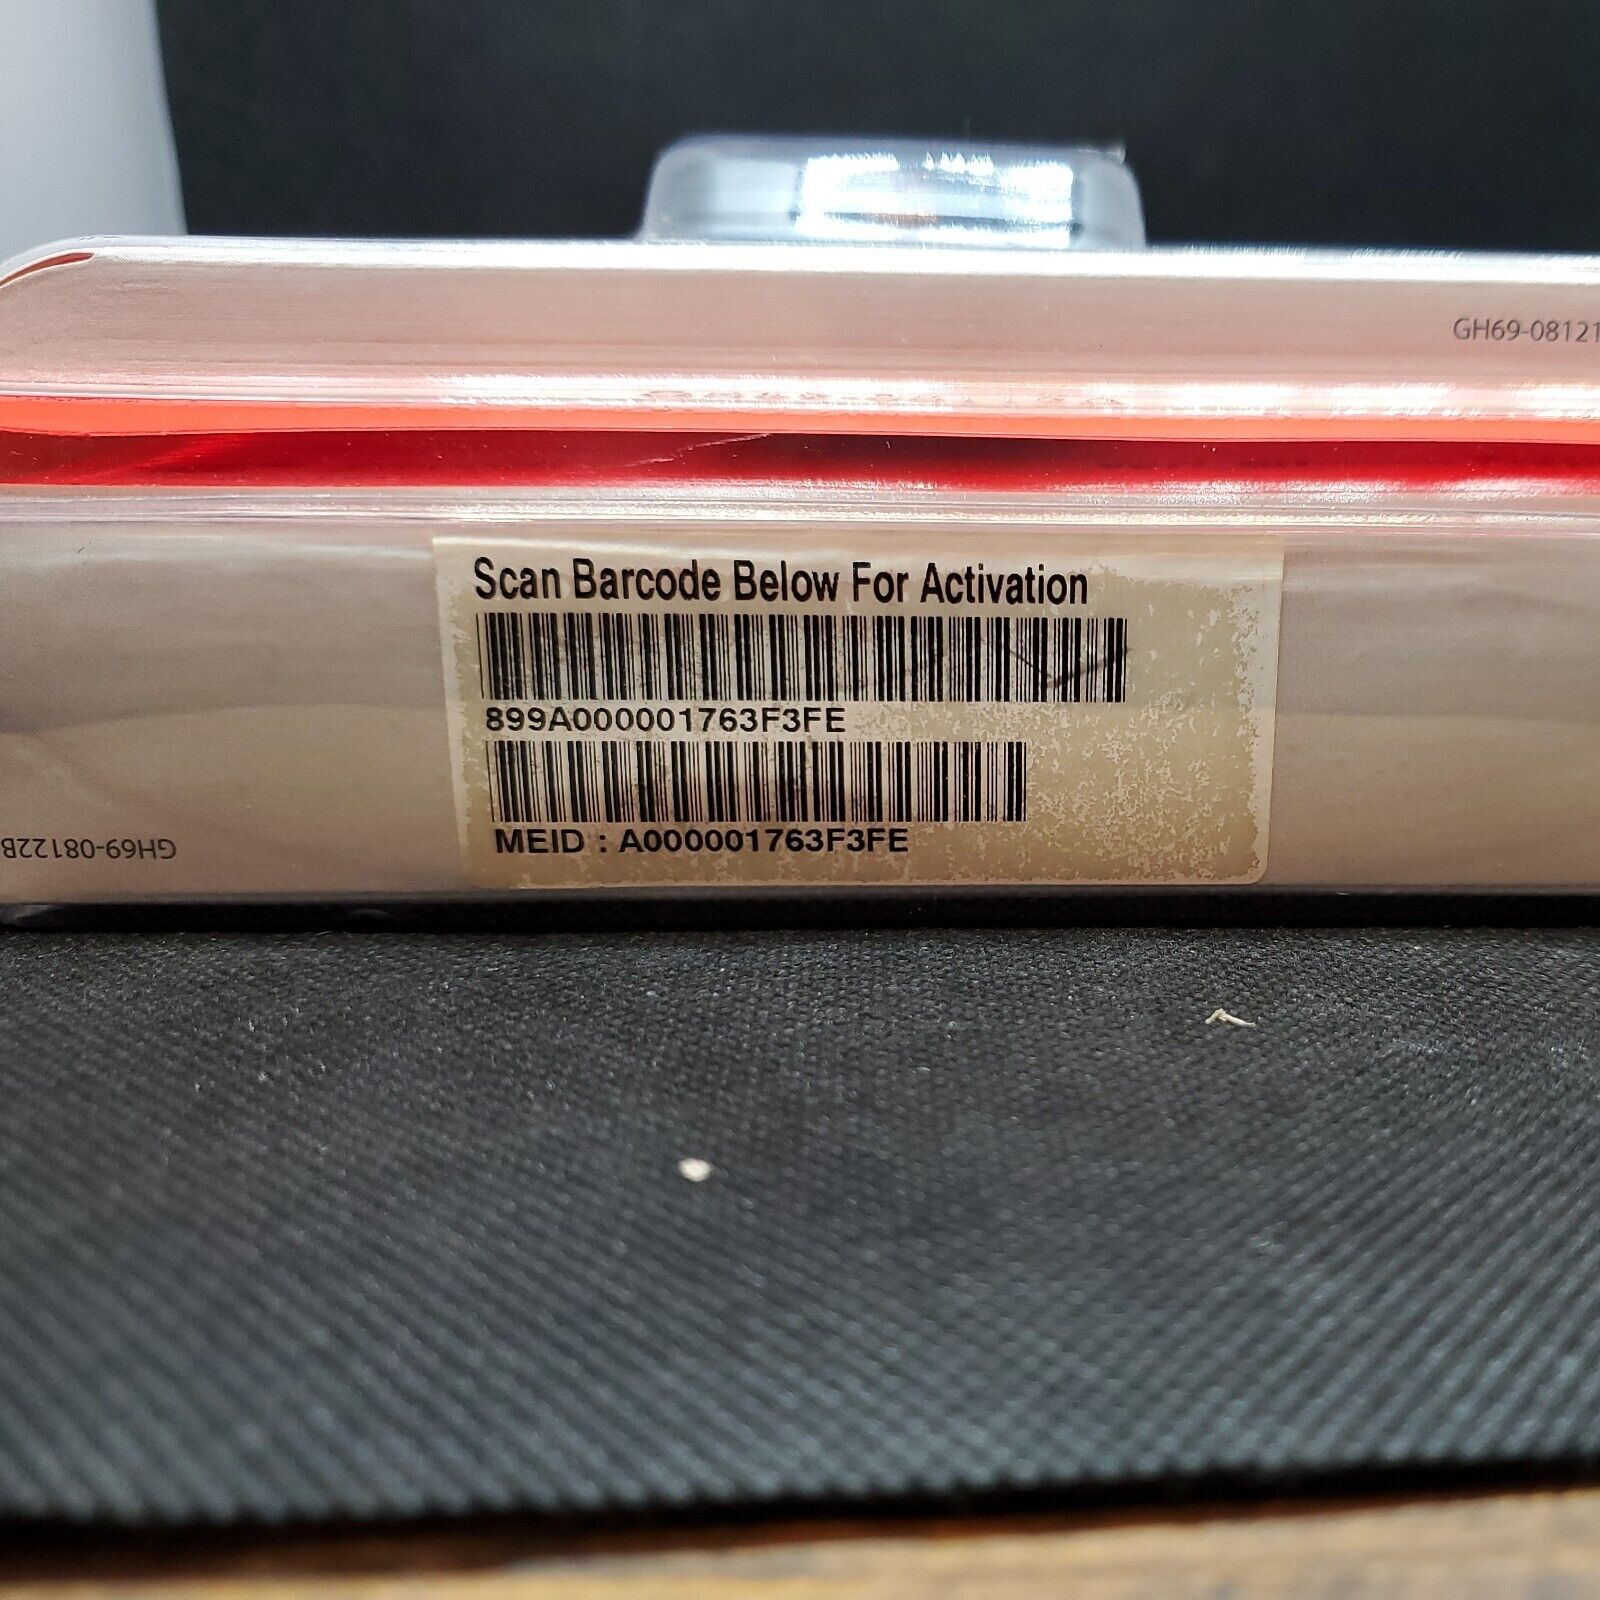 GH69-08121
Scan Barcode Below For Activation
899A000001763F3FE
MEID : A000001763F3FE
GH69-08122B